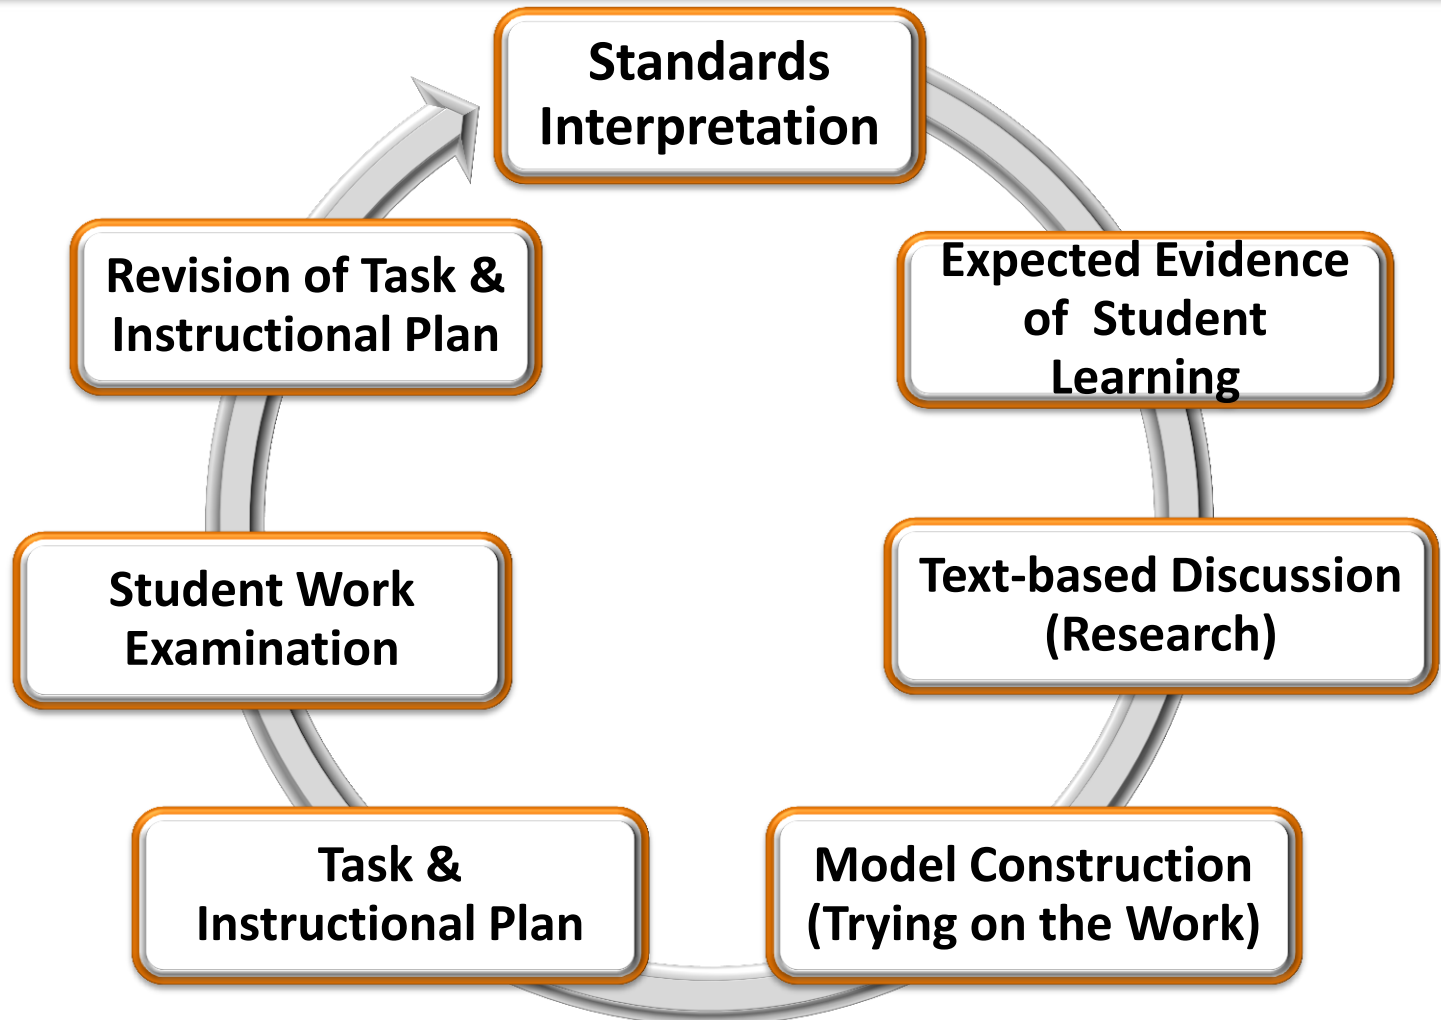 Standards
Interpretation
Expected Evidence
of  Student
Learning
Text-based Discussion
(Research)
Model Construction
(Trying on the Work)
Task &
Instructional Plan
Student Work
Examination
Revision of Task &
Instructional Plan